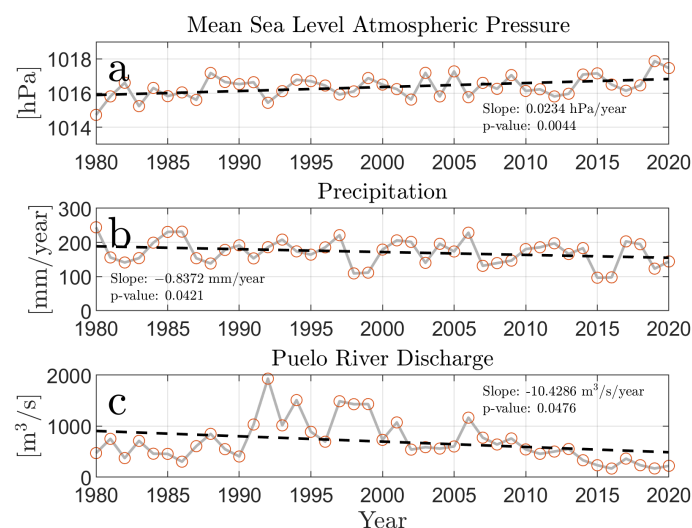 Mean Sea Level Atmospheric Pressure
a
[hPa]
1018
1016
1014
Slope: 0.0234 hPa/year
p-value: 0.0044
1980 1985 1990 1995 2000 2005 2010 2015 2020
Precipitation
b
[mm/year]
300
200
100
0
Slope: −0.8372 mm/year
p-value: 0.0421
1980 1985 1990 1995 2000 2005 2010 2015 2020
Puelo River Discharge
c
[m³/s]
2000
1000
0
Slope: -10.4286 m³/s/year
p-value: 0.0476
1980 1985 1990 1995 2000 2005 2010 2015 2020
Year